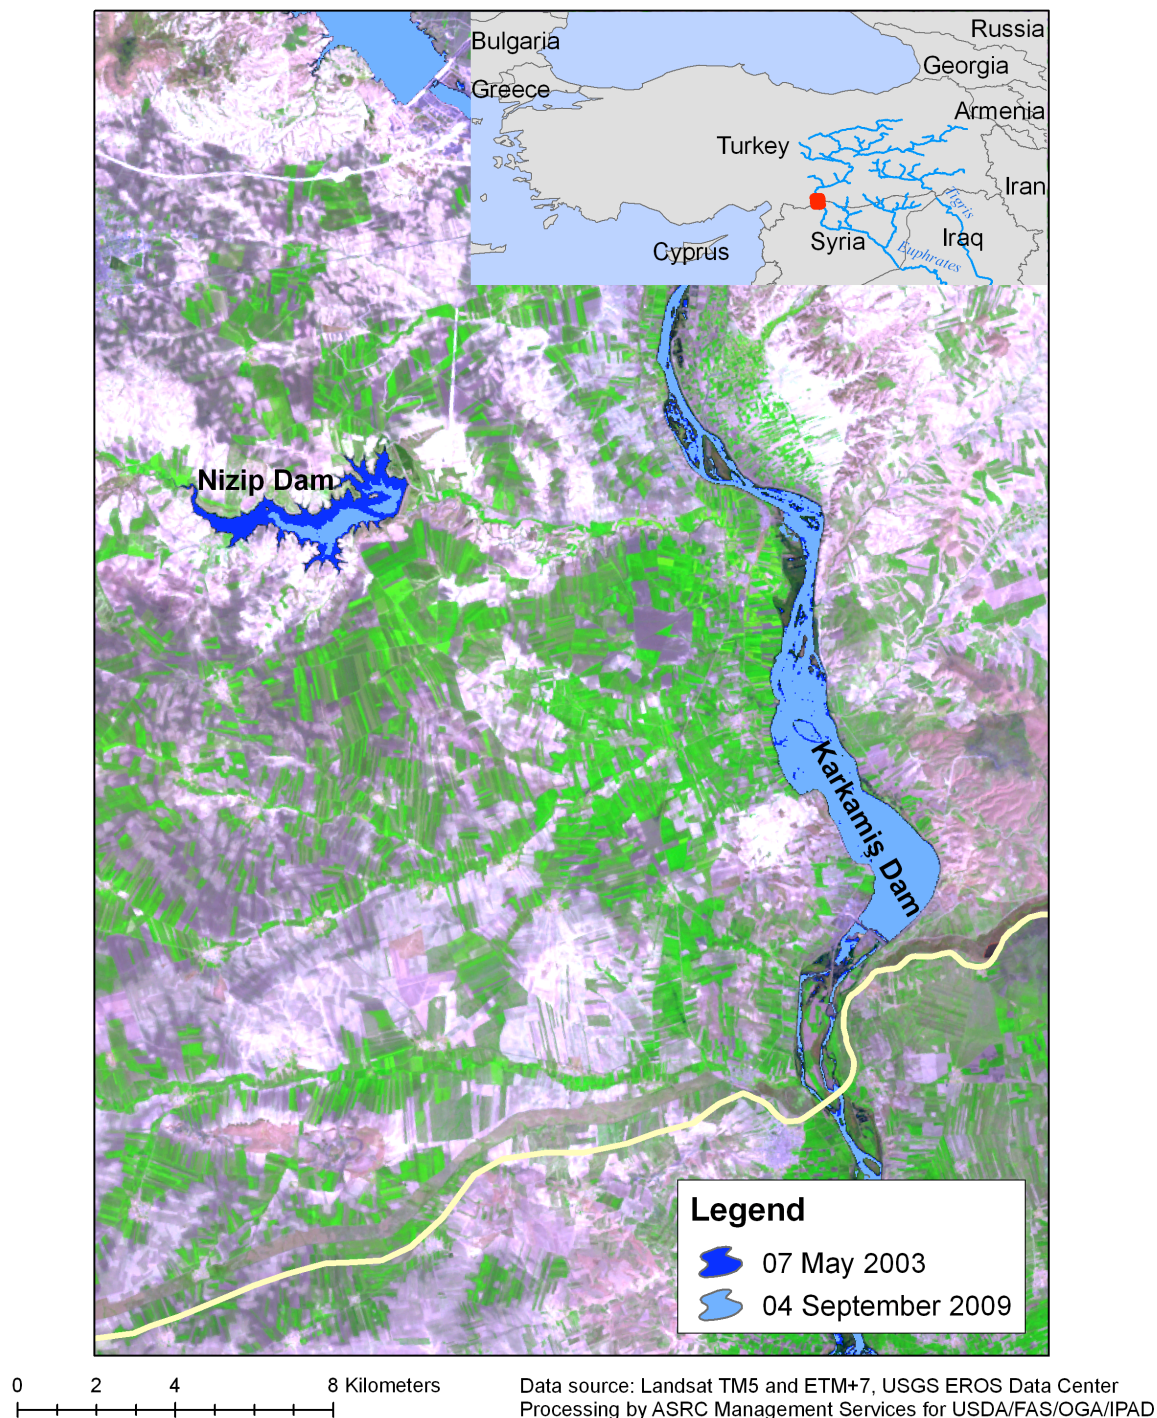 Bulgaria
Russia
Georgia
Greece
Armenia
Turkey
Iran
Tigris
Syria
Iraq
Cyprus
Euphrates
Nizip Dam
Karkamiş Dam
Legend
07 May 2003
04 September 2009
0 2 4 8 Kilometers
Data source: Landsat TM5 and ETM+7, USGS EROS Data Center
Processing by ASRC Management Services for USDA/FAS/OGA/IPAD